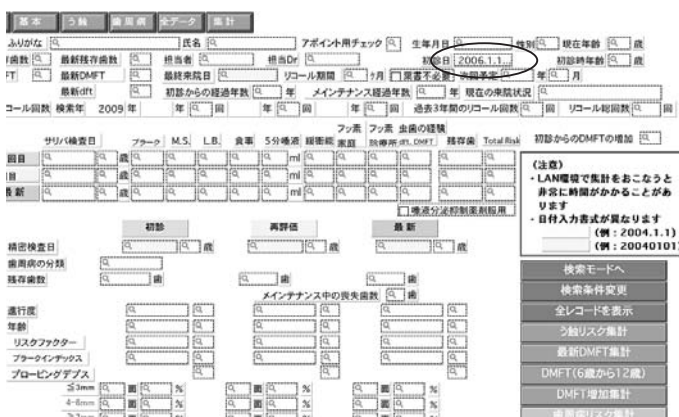 基本 う蝕 歯周病 全データ 集計
ふりがな 氏名 アポイント用チェック 生年月日 性別 現在年齢 歳
歯数 最新残存歯数 担当者 担当Dr 初診日 2006.1.1... 初診時年齢 歳
FT 最新DMFT 最終来院日 リコール期間 ヶ月 葉書不必要 次回予定 年 月
最新dft 初診からの経過年数 年 メインテナンス経過年数 年 現在の来院状況
コール回数 検索年 2009 年 年 回 年 回 年 回 過去3年間のリコール回数 回 リコール総回数 回
フッ素 フッ素 虫歯の経験
サリバ検査日 プラーク M.S. L.B. 食事 5分唾液 緩衝能 家庭 診療所 dft, DMFT 残存歯 Total Risk 初診からのDMFTの増加
回目 歳 ml
目 歳 ml
最新 歳 ml
唾液分泌抑制薬剤服用
(注意)
・LAN環境で集計をおこなうと
非常に時間がかかることがあ
ります
・日付入力書式が異なります
(例:2004.1.1)
(例:20040101)
初診 再評価 最新
精密検査日 歳 歳 歳
歯周病の分類
残存歯数 歯 歯 歯
メインテナンス中の喪失歯数 歯
進行度
年齢
リスクファクター
プラークインデックス
プロービングデプス
≦3mm 面 % 面 % 面 %
4-6mm 面 % 面 % 面 %
検索モードへ
検索条件変更
全レコードを表示
う蝕リスク集計
最新DMFT集計
DMFT(6歳から12歳)
DMFT増加集計
歯周病リスク集計